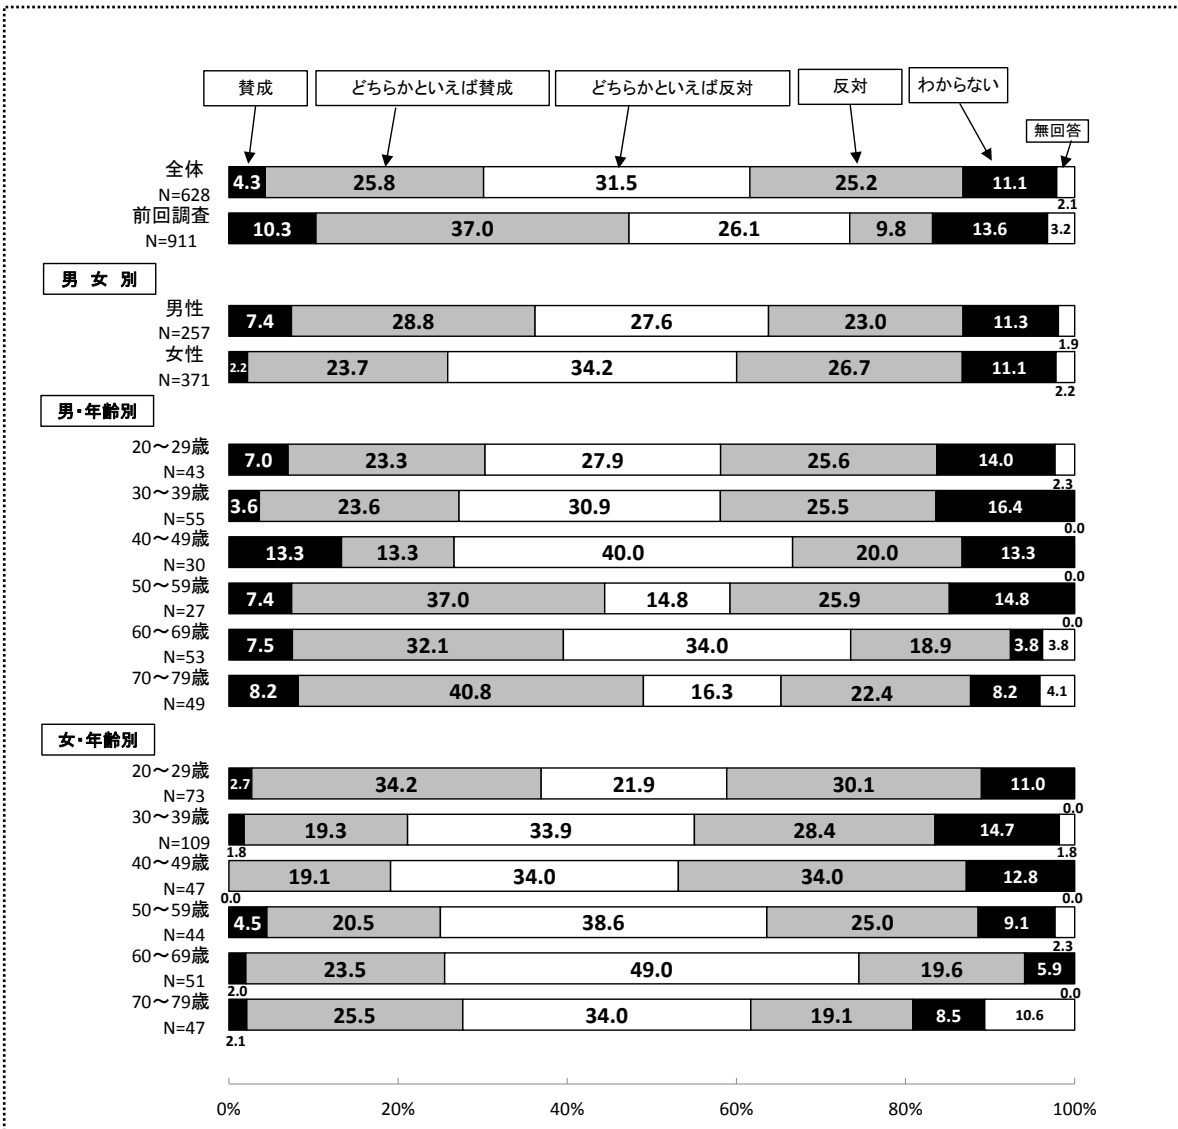 賛成
どちらかといえば賛成
どちらかといえば反対
反対
わからない
無回答
全体
N=628
4.3 25.8 31.5 25.2 11.1 2.1
前回調査
N=911
10.3 37.0 26.1 9.8 13.6 3.2
男 女 別
男性
N=257
7.4 28.8 27.6 23.0 11.3 1.9
女性
N=371
2.2 23.7 34.2 26.7 11.1 2.2
男・年齢別
20～29歳
N=43
7.0 23.3 27.9 25.6 14.0 2.3
30～39歳
N=55
3.6 23.6 30.9 25.5 16.4 0.0
40～49歳
N=30
13.3 13.3 40.0 20.0 13.3 0.0
50～59歳
N=27
7.4 37.0 14.8 25.9 14.8 0.0
60～69歳
N=53
7.5 32.1 34.0 18.9 3.8 3.8
70～79歳
N=49
8.2 40.8 16.3 22.4 8.2 4.1
女・年齢別
20～29歳
N=73
2.7 34.2 21.9 30.1 11.0 0.0
30～39歳
N=109
1.8 19.3 33.9 28.4 14.7 1.8
40～49歳
N=47
0.0 19.1 34.0 34.0 12.8 0.0
50～59歳
N=44
4.5 20.5 38.6 25.0 9.1 2.3
60～69歳
N=51
2.0 23.5 49.0 19.6 5.9 0.0
70～79歳
N=47
2.1 25.5 34.0 19.1 8.5 10.6
0% 20% 40% 60% 80% 100%